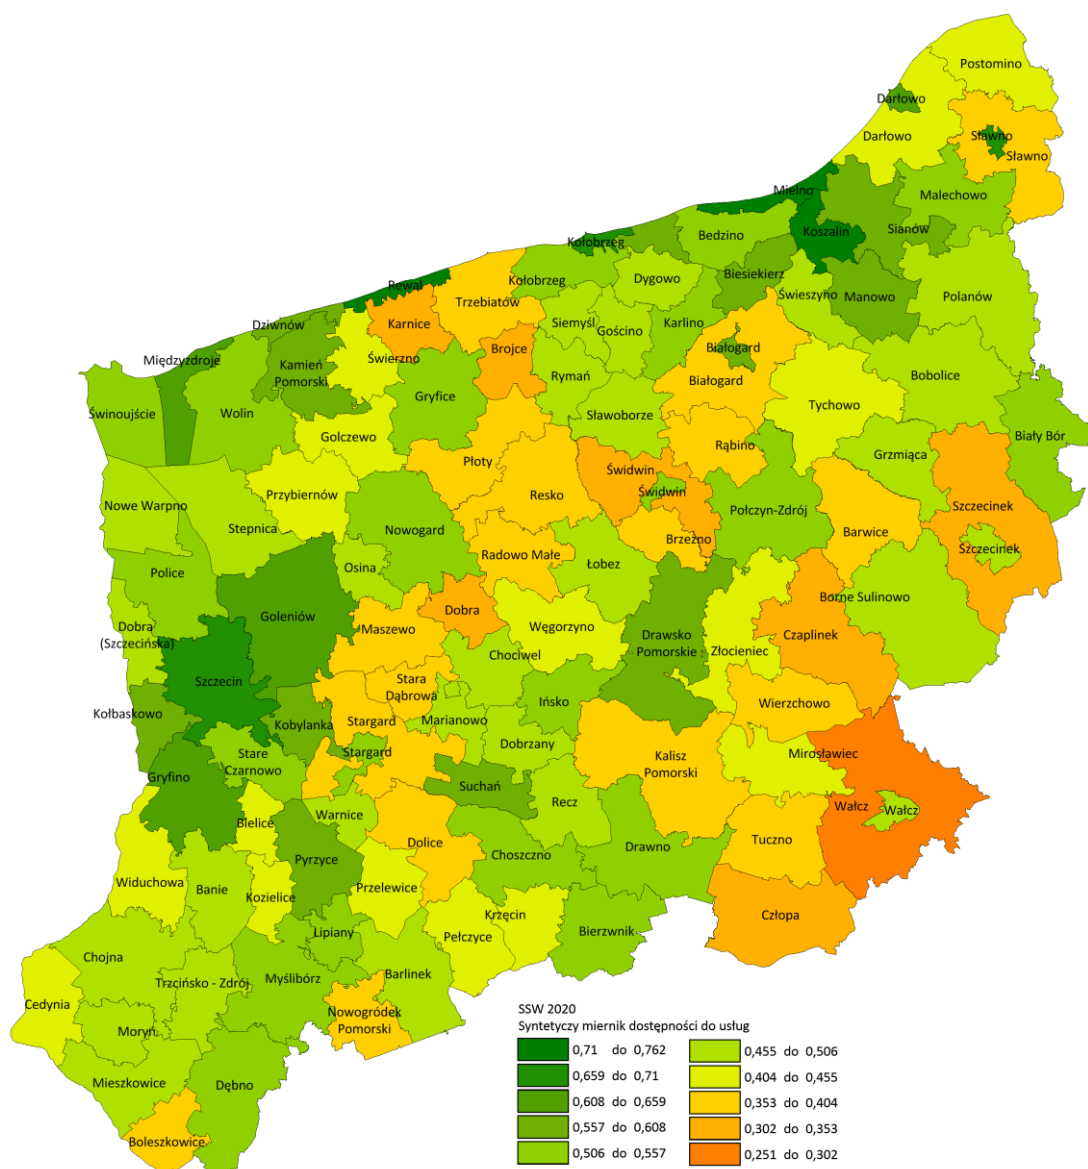 Postomino
Darłowo
Darłowo
Sławno
Sławno
Mielno
Malechowo
Koszalin
Sianów
Kołobrzeg
Bedzino
Rewal
Kołobrzeg
Dygowo
Biesiekierz
Świeszyno
Manowo
Polanów
Trzebiatów
Dziwnów
Karnice
Siemyśl
Gościno
Karlino
Międzyzdroje
Kamień
Pomorski
Świerzno
Brojce
Białogard
Białogard
Rymań
Bobolice
Świnoujście
Wolin
Gryfice
Sławoborze
Tychowo
Golczewo
Rąbino
Biały Bór
Grzmiąca
Płoty
Świdwin
Nowe Warpno
Przybiernów
Resko
Świdwin
Szczecinek
Stepnica
Nowogard
Połczyn-Zdrój
Barwice
Brzeżno
Radowo Małe
Szczecinek
Police
Osina
Łobez
Borne Sulinowo
Goleniów
Dobra
Dobra
(Szczecińska)
Maszewo
Węgorzyno
Drawsko
Pomorskie
Czaplinek
Złocieniec
Chociwel
Szczecin
Stara
Dąbrowa
Ińsko
Wierzchowo
Kołbaskowo
Kobylanka
Stargard
Marianowo
Dobrzany
Stargard
Stare
Czarnowo
Kalisz
Pomorski
Mirosławiec
Gryfino
Suchań
Recz
Wałcz
Wałcz
Bielice
Warnice
Dolice
Tuczno
Pyrzyce
Choszczno
Drawno
Widuchowa
Banie
Kozielice
Przelewice
Człopa
Krzęcin
Pełczyce
Lipiany
Bierzwnik
Chojna
Trzcińsko - Zdrój
Myślibórz
Barlinek
Cedynia
Nowogródek
Pomorski
Moryń
Mieszkowice
Dębno
Boleszkowice
SSW 2020
Syntetyczy miernik dostępności do usług
0,71 do 0,762
0,659 do 0,71
0,608 do 0,659
0,557 do 0,608
0,506 do 0,557
0,455 do 0,506
0,404 do 0,455
0,353 do 0,404
0,302 do 0,353
0,251 do 0,302